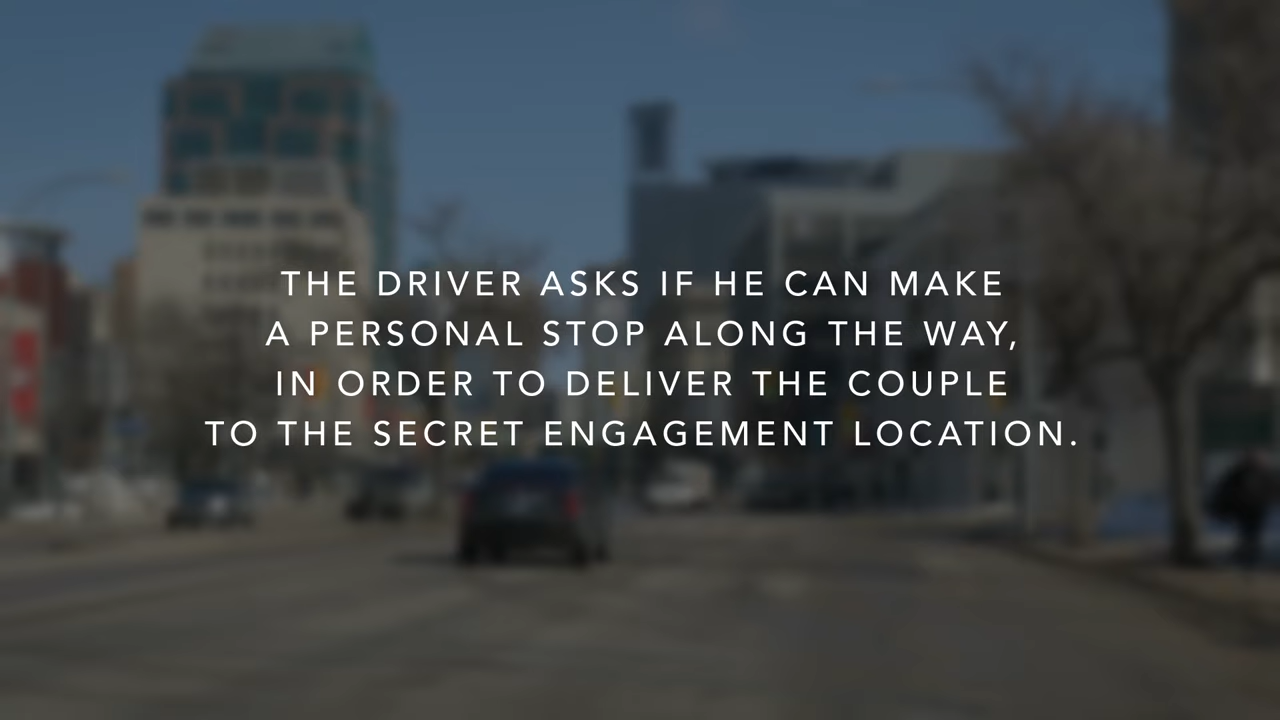 THE DRIVER ASKS IF HE CAN MAKE
A PERSONAL STOP ALONG THE WAY,
IN ORDER TO DELIVER THE COUPLE
TO THE SECRET ENGAGEMENT LOCATION.